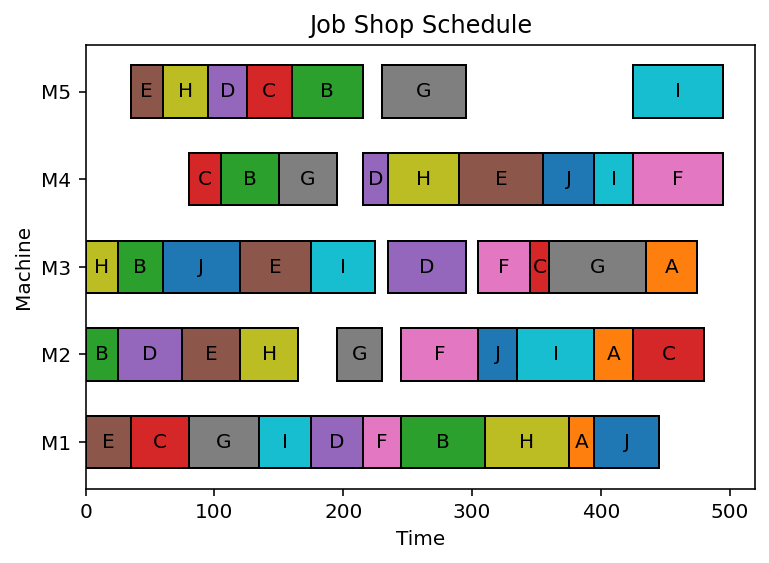 Job Shop Schedule
M5 E H D C B G I
M4 C B G D H E J I F
M3 H B J E I D F C G A
M2 B D E H G F J I A C
M1 E C G I D F B H A J
0 100 200 300 400 500
Time
Machine